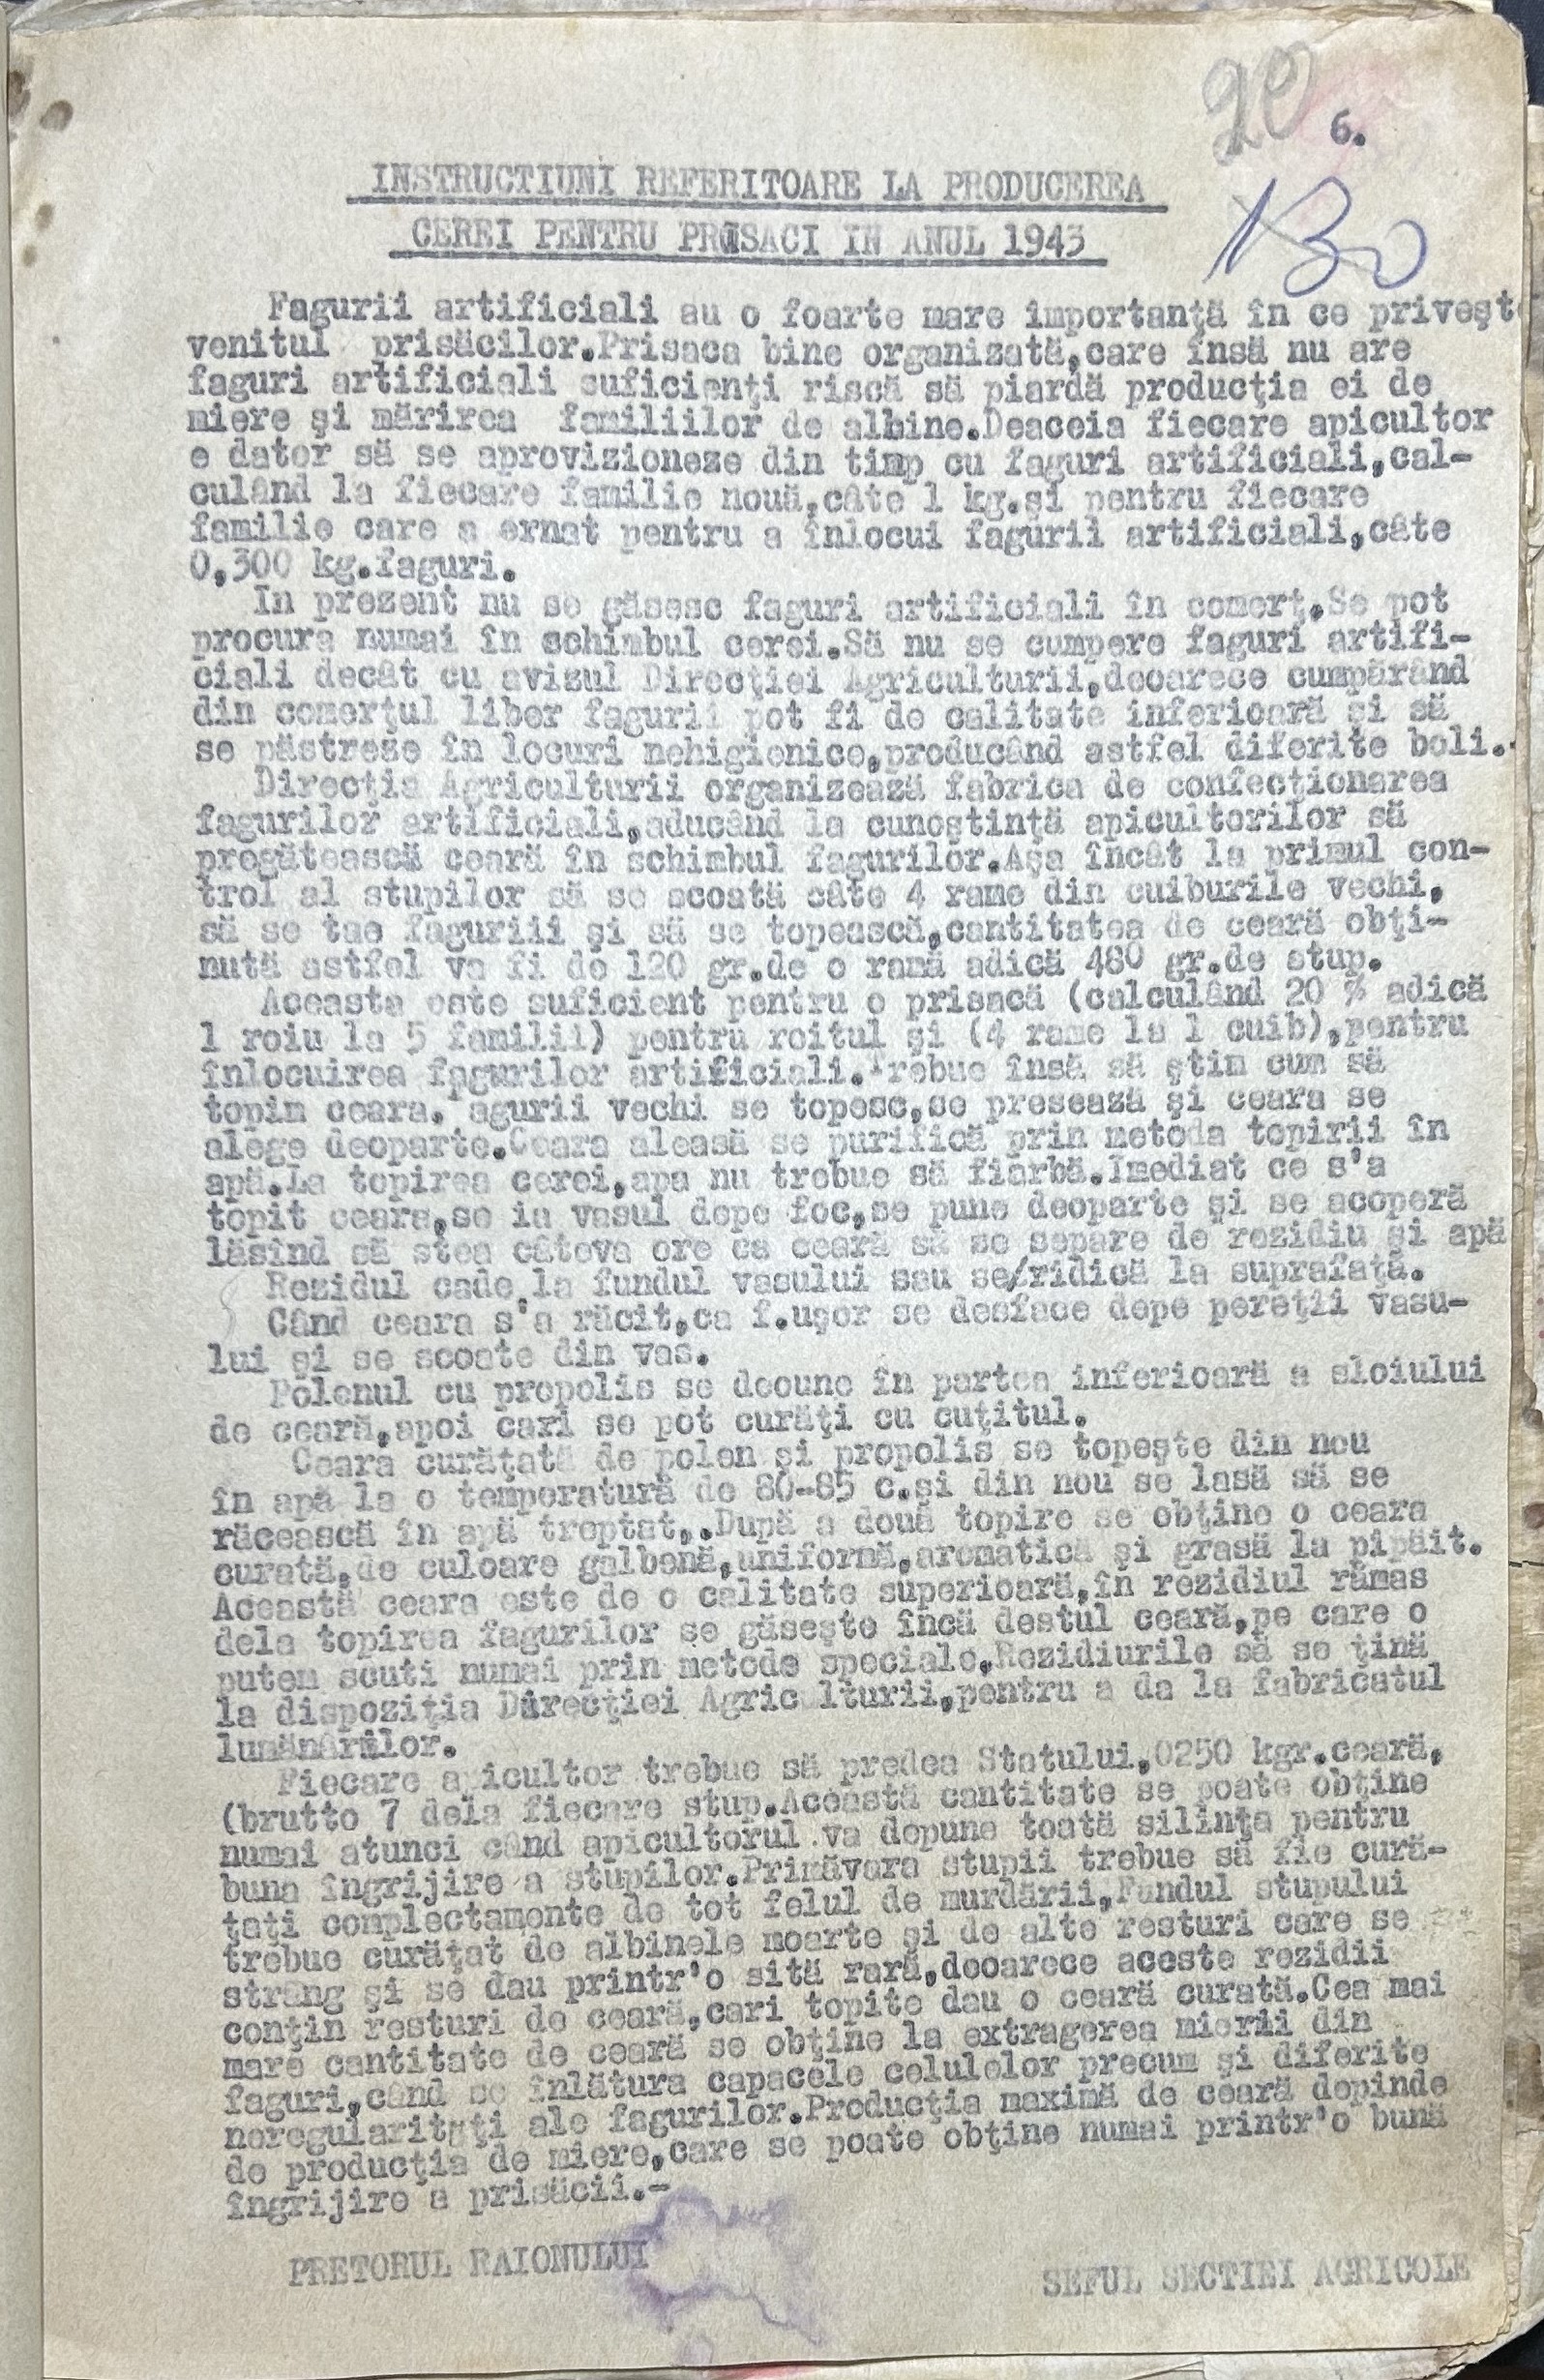 20
6.
130
INSTRUCTIUNI REFERITOARE LA PRODUCEREA
CEREI PENTRU PRISACI IN ANUL 1943
Fagurii artificiali au o foarte mare importanţă în ce priveşte
venitul prisăcilor.Prisaca bine organizată,care însă nu are
faguri artificiali suficienţi riscă să piardă producţia ei de
miere şi mărirea familiilor de albine.Deaceia fiecare apicultor
e dator să se aprovizioneze din timp cu faguri artificiali,cal-
culând la fiecare familie nouă,câte 1 kg.şi pentru fiecare
familie care a ernat pentru a înlocui fagurii artificiali,câte
0,300 kg.faguri.
In prezent nu se găsesc faguri artificiali în comerţ.Se pot
procura numai în schimbul cerei.Să nu se cumpere faguri artifi-
ciali decât cu avizul Direcţiei Agriculturii,deoarece cumpărând
din comerţul liber fagurii pot fi de calitate inferioară şi să
se păstrese în locuri nehigienice,producând astfel diferite boli.
Direcţia Agriculturii organizează fabrica de confecţionarea
fagurilor artificiali,aducând la cunoştinţă apicultorilor să
pregătească ceară în schimbul fagurilor.Aşa încât la primul con-
trol al stupilor să se scoată câte 4 rame din cuiburile vechi,
să se tae faguriii şi să se topească,cantitatea de ceară obţi-
nută astfel va fi de 120 gr.de o ramă adică 480 gr.de stup.
Aceasta este suficient pentru o prisacă (calculând 20 % adică
1 roiu la 5 familii) pentru roitul şi (4 rame la 1 cuib),pentru
înlocuirea fagurilor artificiali.Trebue însă să ştim cum să
topim ceara. agurii vechi se topesc,se presează şi ceara se
alege deoparte.Ceara aleasă se purifică prin metoda topirii în
apă.La topirea cerei,apa nu trebue să fiarbă.Imediat ce s'a
topit ceara,se ia vasul depe foc,se pune deoparte şi se acoperă
lăsînd să stea câteva ore ca ceară să se separe de rezidiu şi apă
Rezidul cade la fundul vasului sau se/ridică la suprafaţă.
Când ceara s'a răcit,ca f.uşor se desface depe pereţii vasu-
lui şi se scoate din vas.
Polenul cu propolis se depune în partea inferioară a sloiului
de ceară,apoi cari se pot curăţi cu cuţitul.
Ceara curăţată de polen şi propolis se topeşte din nou
în apă la o temperatură de 80-85 c.şi din nou se lasă să se
răcească în apă treptat,.După a două topire se obţine o ceara
curată,de culoare galbenă,uniformă,aromatică şi grasă la pipăit.
Această ceara este de o calitate superioară,în rezidiul rămas
dela topirea fagurilor se găseşte încă destul ceară,pe care o
putem scuti numai prin metode speciale.Rezidiurile să se ţină
la dispoziţia Direcţiei Agric lturii,pentru a da la fabricatul
lumânărilor.
Fiecare apicultor trebue să predea Statului,0250 kgr.ceară,
(brutto 7 dela fiecare stup.Această cantitate se poate obţine
numai atunci când apicultorul va depune toată silinţa pentru
buna îngrijire a stupilor.Primăvara stupii trebue să fie cură-
ţaţi complectamente de tot felul de murdării,Fundul stupului
trebue curăţat de albinele moarte şi de alte resturi care se
strâng şi se dau printr'o sită rară,deoarece aceste rezidii
conţin resturi de ceară,cari topite dau o ceară curată.Cea mai
mare cantitate de ceară se obţine la extragerea mierii din
faguri,când se înlătura capacele celulelor precum şi diferite
neregularităţi ale fagurilor.Producţia maximă de ceară depinde
de producţia de miere,care se poate obţine numai printr'o bună
îngrijire a prisăcii.-
PRETORUL RAIONULUI
SEFUL SECTIEI AGRICOLE